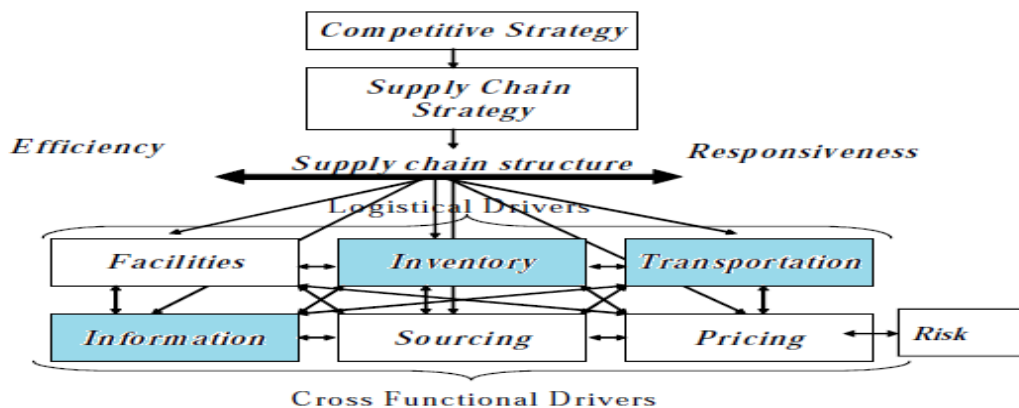 Competitive Strategy
Supply Chain
Strategy
Efficiency
Supply chain structure
Responsiveness
Logistical Drivers
Facilities
Inventory
Transportation
Information
Sourcing
Pricing
Risk
Cross Functional Drivers